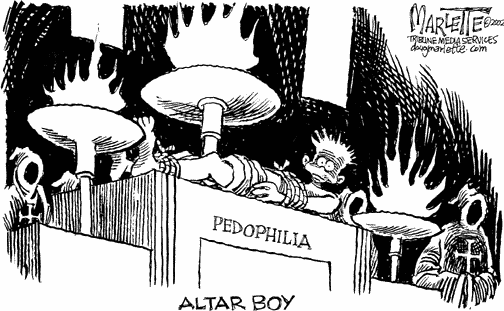 MARLETTE ©2002
TRIBUNE MEDIA SERVICES
dougmarlette.com
PEDOPHILIA
ALTAR BOY